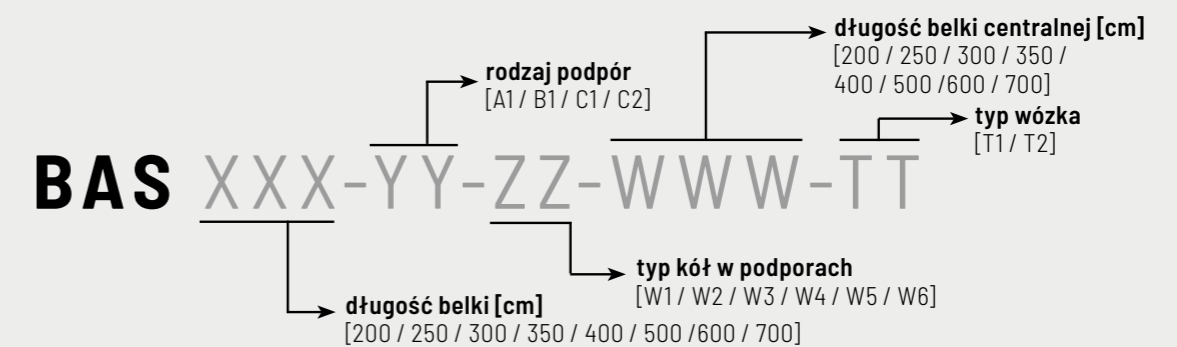 długość belki centralnej [cm]
[200 / 250 / 300 / 350 /
400 / 500 /600 / 700]
rodzaj podpór
[A1 / B1 / C1 / C2]
typ wózka
[T1 / T2]
BAS XXX-YY-ZZ-WWW-TT
typ kół w podporach
[W1 / W2 / W3 / W4 / W5 / W6]
długość belki [cm]
[200 / 250 / 300 / 350 / 400 / 500 /600 / 700]